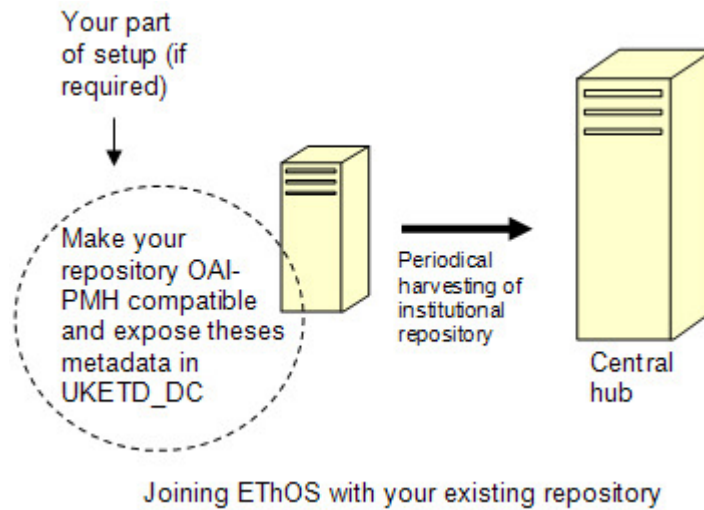 Your part
of setup (if
required)
Make your
repository OAI-
PMH compatible
and expose theses
metadata in
UKETD_DC
Periodical
harvesting of
institutional
repository
Central
hub
Joining EThOS with your existing repository